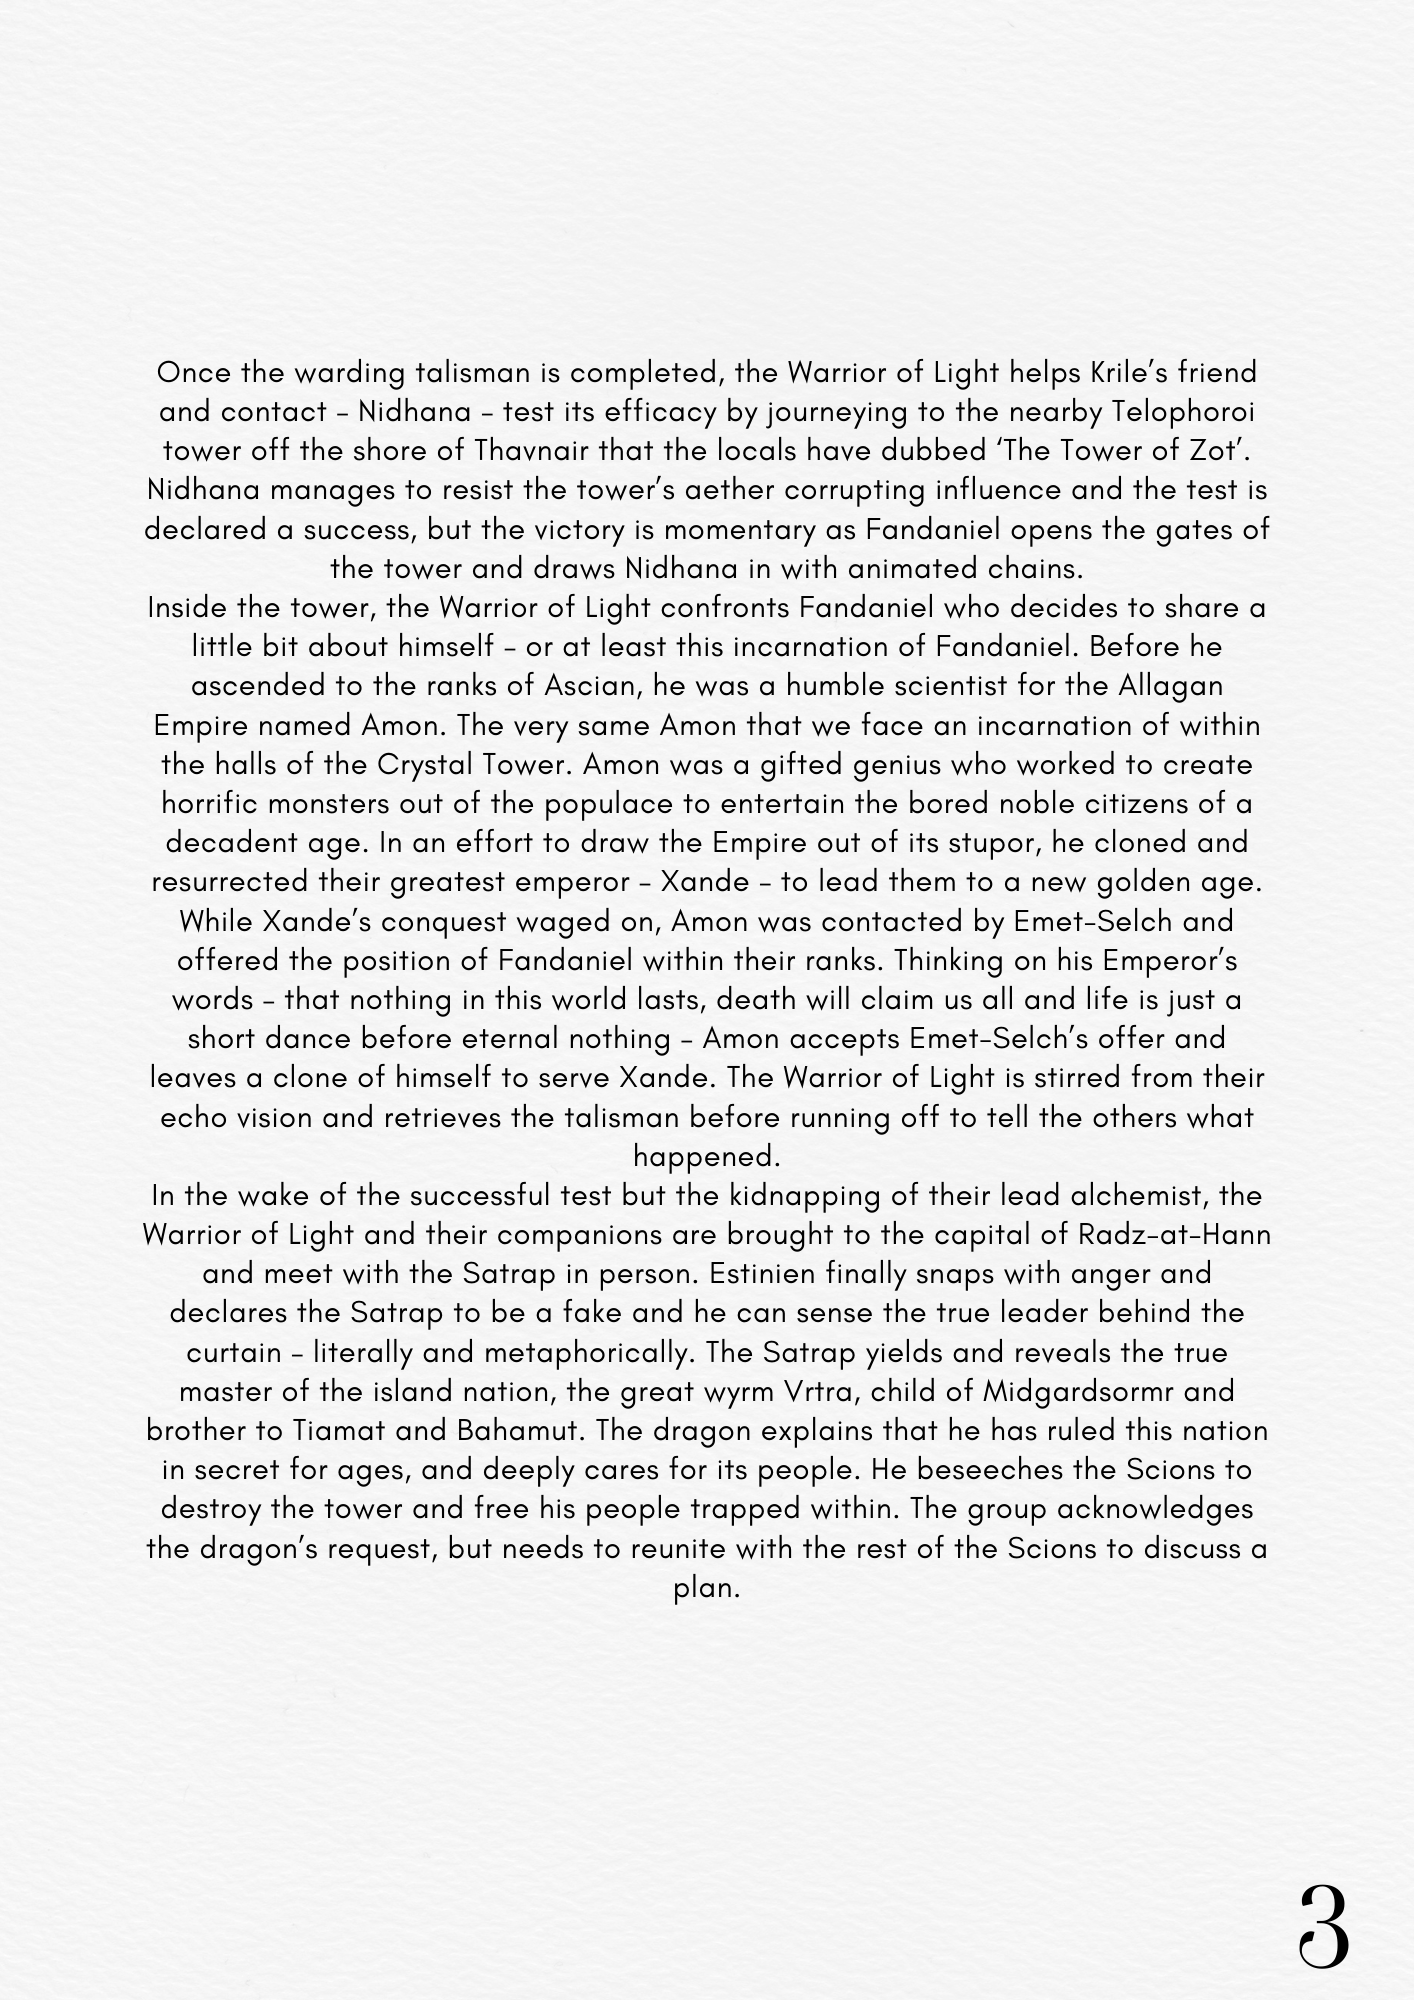 Once the warding talisman is completed, the Warrior of Light helps Krile’s friend
and contact – Nidhana – test its efficacy by journeying to the nearby Telophoroi
tower off the shore of Thavnair that the locals have dubbed ‘The Tower of Zot’.
Nidhana manages to resist the tower’s aether corrupting influence and the test is
declared a success, but the victory is momentary as Fandaniel opens the gates of
the tower and draws Nidhana in with animated chains.
Inside the tower, the Warrior of Light confronts Fandaniel who decides to share a
little bit about himself – or at least this incarnation of Fandaniel. Before he
ascended to the ranks of Ascian, he was a humble scientist for the Allagan
Empire named Amon. The very same Amon that we face an incarnation of within
the halls of the Crystal Tower. Amon was a gifted genius who worked to create
horrific monsters out of the populace to entertain the bored noble citizens of a
decadent age. In an effort to draw the Empire out of its stupor, he cloned and
resurrected their greatest emperor – Xande – to lead them to a new golden age.
While Xande’s conquest waged on, Amon was contacted by Emet-Selch and
offered the position of Fandaniel within their ranks. Thinking on his Emperor’s
words – that nothing in this world lasts, death will claim us all and life is just a
short dance before eternal nothing – Amon accepts Emet-Selch’s offer and
leaves a clone of himself to serve Xande. The Warrior of Light is stirred from their
echo vision and retrieves the talisman before running off to tell the others what
happened.
In the wake of the successful test but the kidnapping of their lead alchemist, the
Warrior of Light and their companions are brought to the capital of Radz-at-Hann
and meet with the Satrap in person. Estinien finally snaps with anger and
declares the Satrap to be a fake and he can sense the true leader behind the
curtain – literally and metaphorically. The Satrap yields and reveals the true
master of the island nation, the great wyrm Vrtra, child of Midgardsormr and
brother to Tiamat and Bahamut. The dragon explains that he has ruled this nation
in secret for ages, and deeply cares for its people. He beseeches the Scions to
destroy the tower and free his people trapped within. The group acknowledges
the dragon’s request, but needs to reunite with the rest of the Scions to discuss a
plan.
3